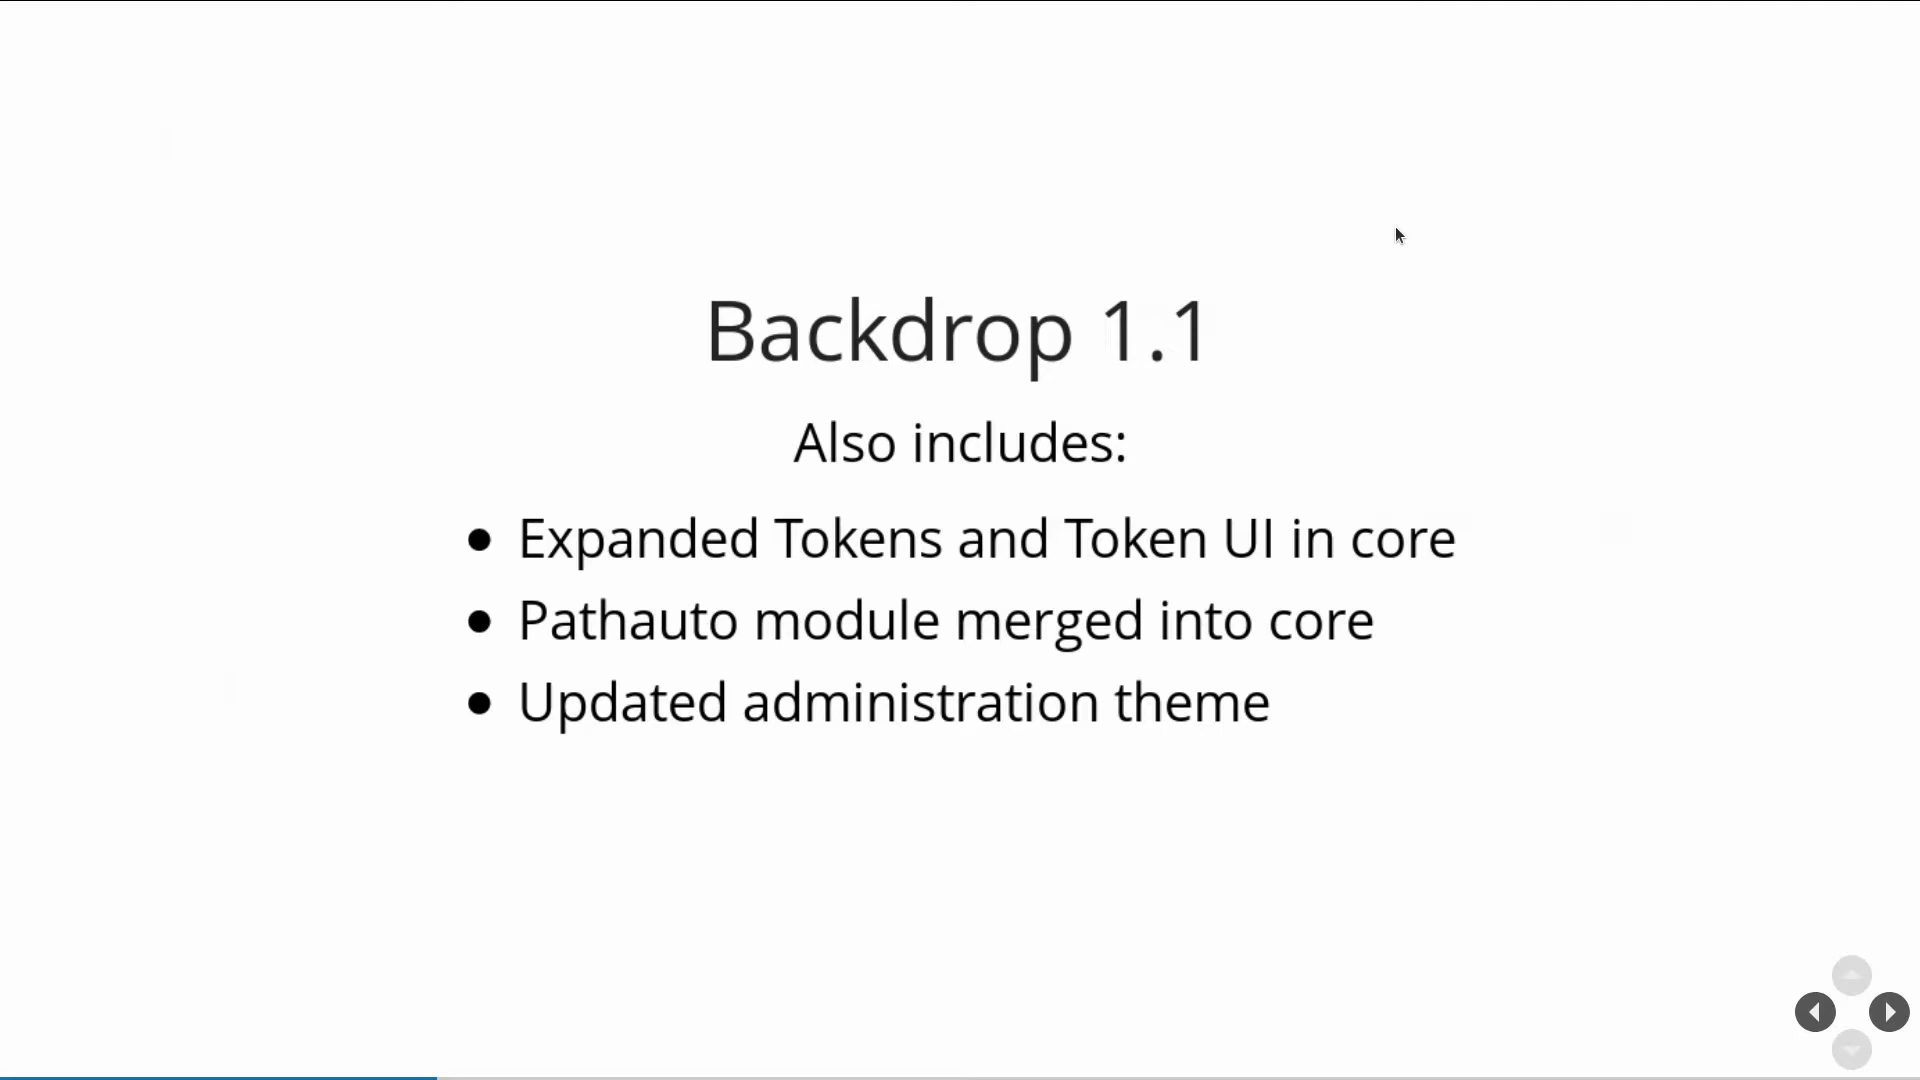 Backdrop 1.1
Also includes:
● Expanded Tokens and Token UI in core
● Pathauto module merged into core
● Updated administration theme